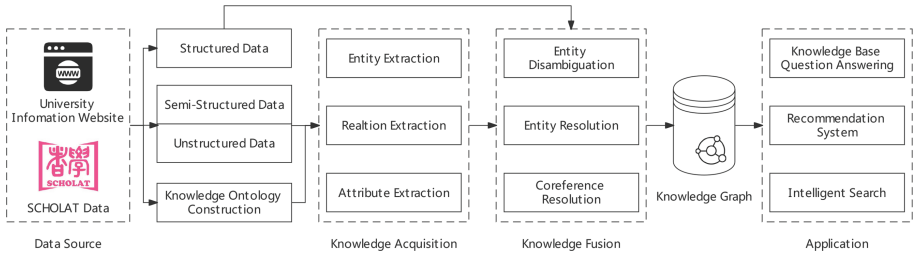 WWW
University
Infomation Website
香學
SCHOLAT
SCHOLAT Data
Data Source
Structured Data
Semi-Structured Data
Unstructured Data
Knowledge Ontology
Construction
Entity Extraction
Realtion Extraction
Attribute Extraction
Knowledge Acquisition
Entity
Disambiguation
Entity Resolution
Coreference
Resolution
Knowledge Fusion
Knowledge Graph
Knowledge Base
Question Answering
Recommendation
System
Intelligent Search
Application